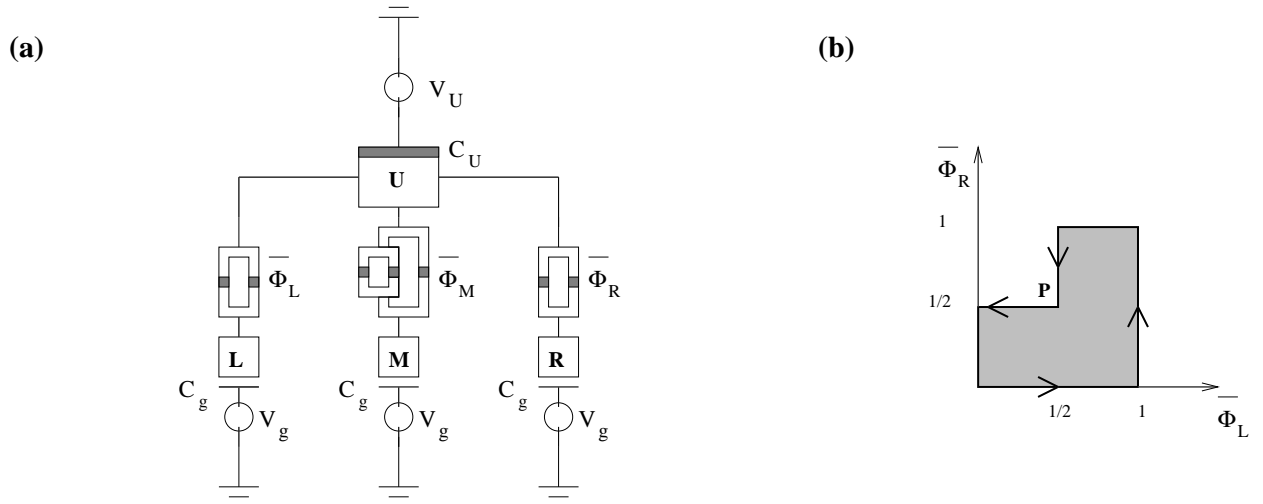 (a)
V_U
C_U
U
Φ̅_L
Φ̅_M
Φ̅_R
L
M
R
C_g
C_g
C_g
V_g
V_g
V_g
(b)
Φ̅_R
1
1/2
P
1/2
1
Φ̅_L